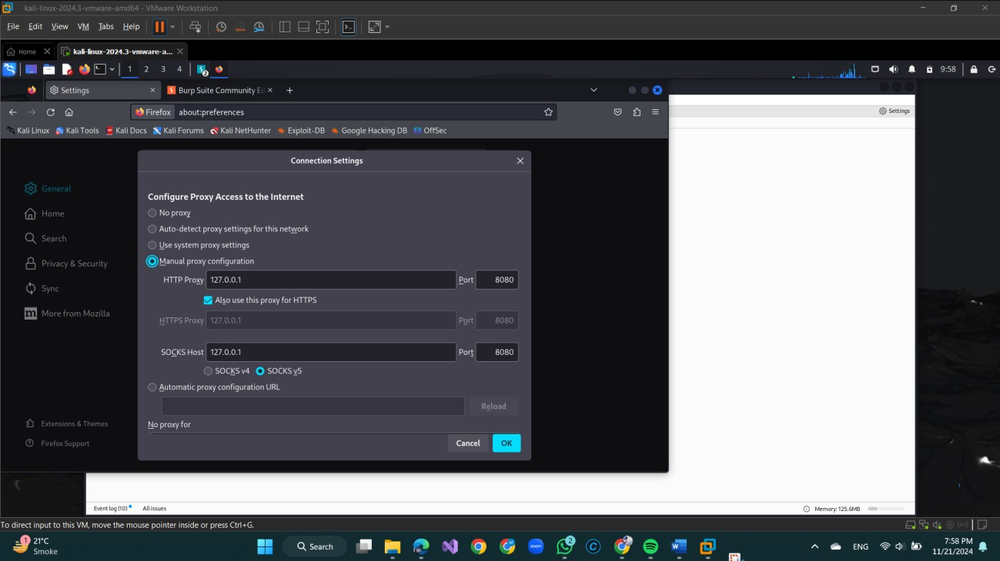 kali-linux-2024.3-vmware-amd64 - VMware Workstation
File Edit View VM Tabs Help
Home kali-linux-2024.3-vmware-a...
1 2 3 4 2 9:58
Settings Burp Suite Community Ed
Firefox about:preferences
Settings
Kali Linux Kali Tools Kali Docs Kali Forums Kali NetHunter Exploit-DB Google Hacking DB OffSec
Connection Settings
General
Home
Search
Privacy & Security
Sync
More from Mozilla
Extensions & Themes
Firefox Support
Configure Proxy Access to the Internet
No proxy
Auto-detect proxy settings for this network
Use system proxy settings
Manual proxy configuration
HTTP Proxy 127.0.0.1 Port 8080
Also use this proxy for HTTPS
HTTPS Proxy 127.0.0.1 Port 8080
SOCKS Host 127.0.0.1 Port 8080
SOCKS v4 SOCKS v5
Automatic proxy configuration URL
Reload
No proxy for
Cancel OK
Event log (10) All issues Memory: 125.6MB
To direct input to this VM, move the mouse pointer inside or press Ctrl+G.
1 21°C
Smoke
Search zoom 2 ENG
7:58 PM
11/21/2024